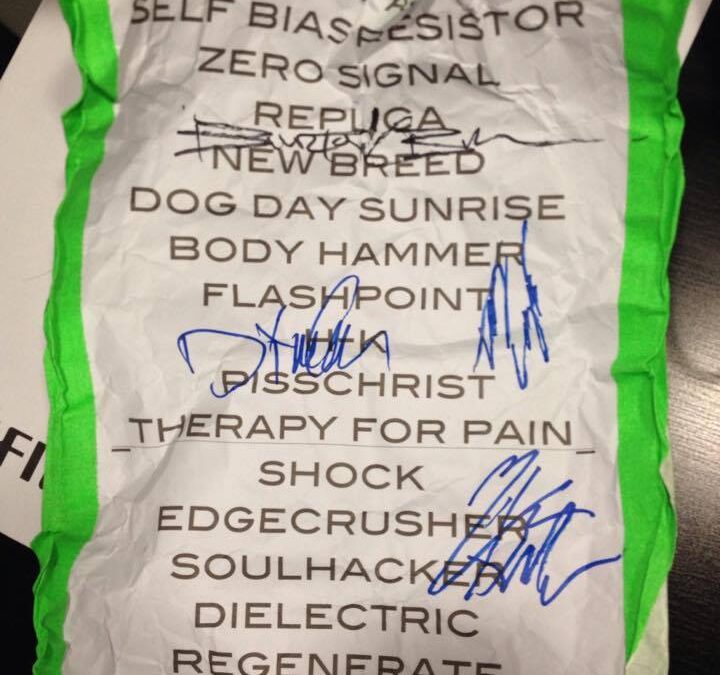 SELF BIAS RESISTOR
ZERO SIGNAL
REPLICA
NEW BREED
DOG DAY SUNRISE
BODY HAMMER
FLASHPOINT
H-K
PISSCHRIST
THERAPY FOR PAIN
SHOCK
EDGECRUSHER
SOULHACKER
DIELECTRIC
REGENERATE